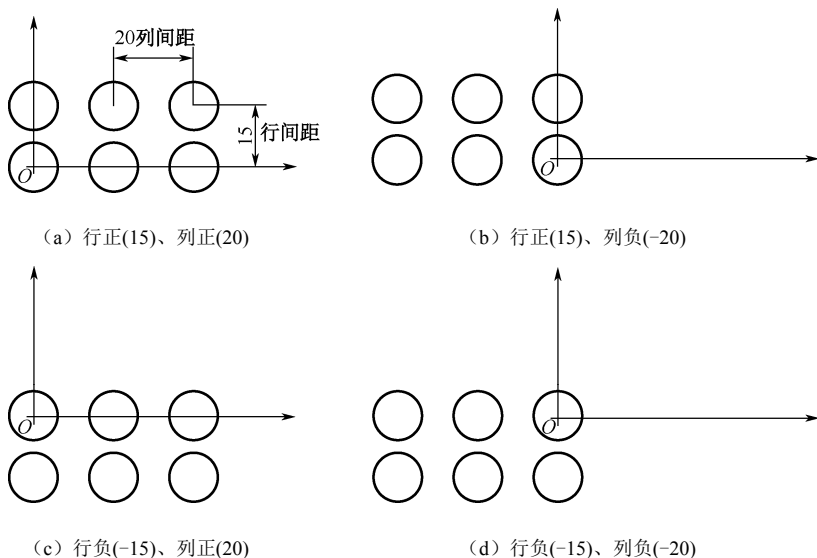 20列间距
15
行间距
O
O
（a）行正(15)、列正(20)
（b）行正(15)、列负(−20)
O
O
（c）行负(−15)、列正(20)
（d）行负(−15)、列负(−20)